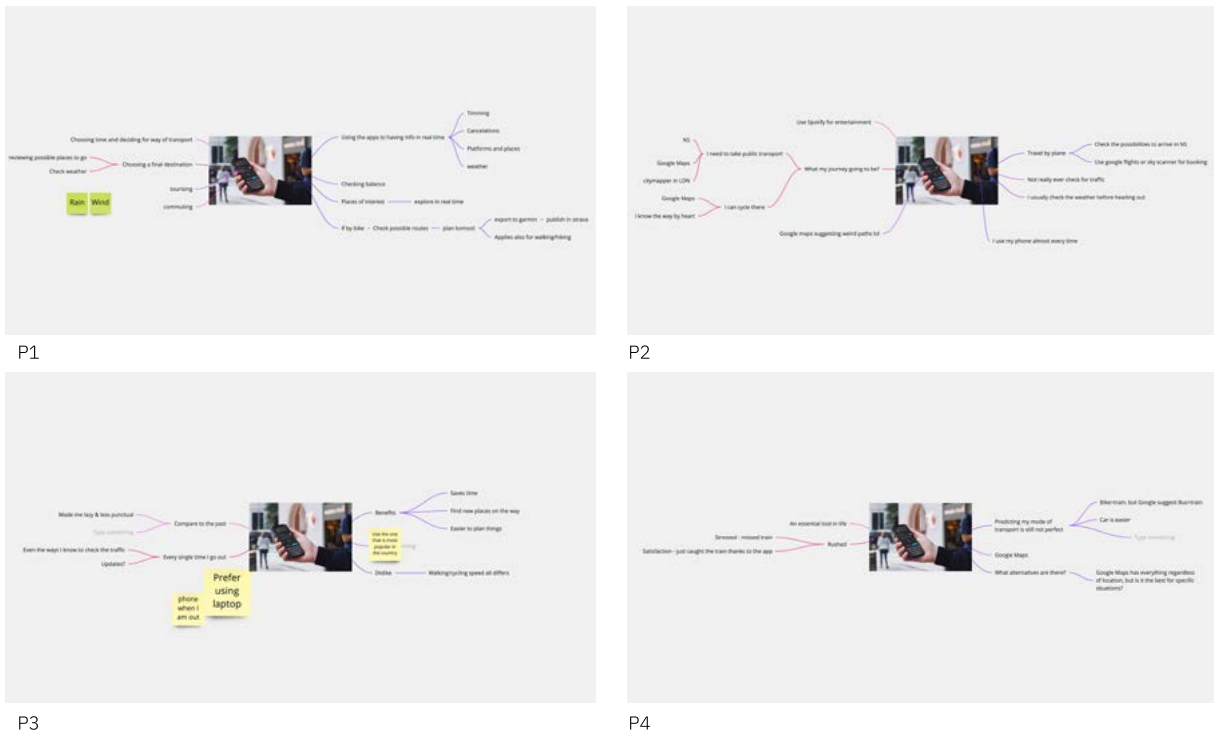 Choosing time and deciding for way of transport
reviewing possible places to go
Check weather
Choosing a final destination
Rain
Wind
toursing
commuting
Using the apps to having info in real time
Timming
Cancelations
Platforms and places
weather
Checking balance
Places of interest
explore in real time
If by bike
Check possible routes
plan komoot
export to garmin
publish in
Applies also for walking/hiking
P1
Use Spotify for entertainment
NS
Google Maps
citymapper in LDN
I need to take public transport
What my journey going to be?
Google Maps
I know the way by heart
I can cycle there
Google maps suggesting weird paths lol
Travel by plane
Check the possibilities to arrive in NS
Use google flights or sky scanner for booking
Not really ever check for traffic
I usually check the weather before heading out
I use my phone almost every time
P2
Made me lazy & less punctual
Type something
Compare to the past
Even the ways I know to check the traffic
Updates?
Every single time I go out
Prefer
using
laptop
phone
when I
am out
Benefits
Saves time
Find new places on the way
Easier to plan things
Use the one
that is most
popular in
the country
Dislike
Walking/cycling speed all differs
P3
An essential tool in life
Stressed - missed train
Satisfaction - just caught the train thanks to the app
Rushed
Predicting my mode of
transport is still not perfect
Bike+train, but Google suggest Bus+train
Car is easier
Type something
Google Maps
What alternatives are there?
Google Maps has everything regardless
of location, but is it the best for specific
situations?
P4